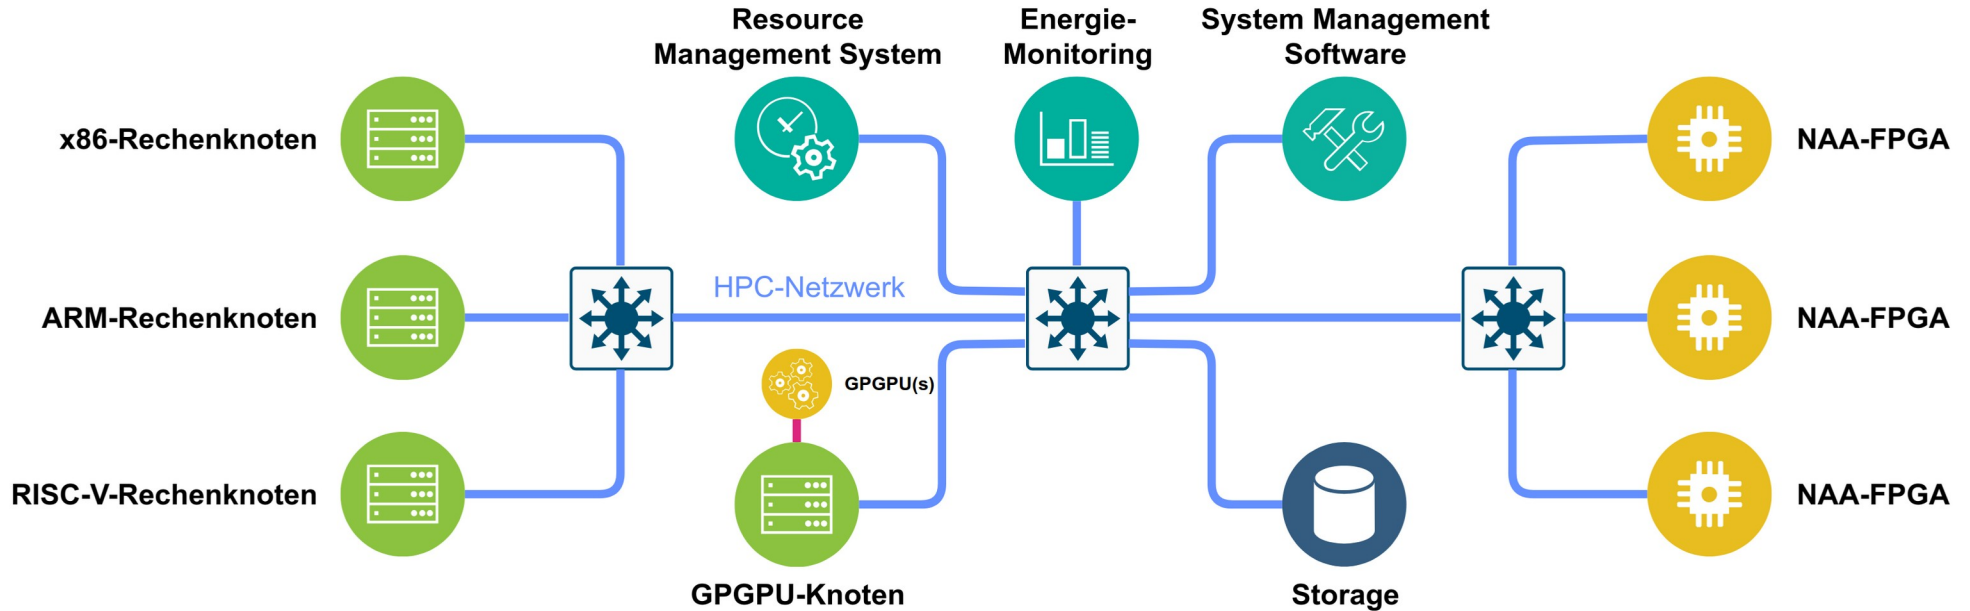 Resource
Management System
Energie-
Monitoring
System Management
Software
x86-Rechenknoten
NAA-FPGA
HPC-Netzwerk
ARM-Rechenknoten
NAA-FPGA
GPGPU(s)
RISC-V-Rechenknoten
NAA-FPGA
GPGPU-Knoten
Storage